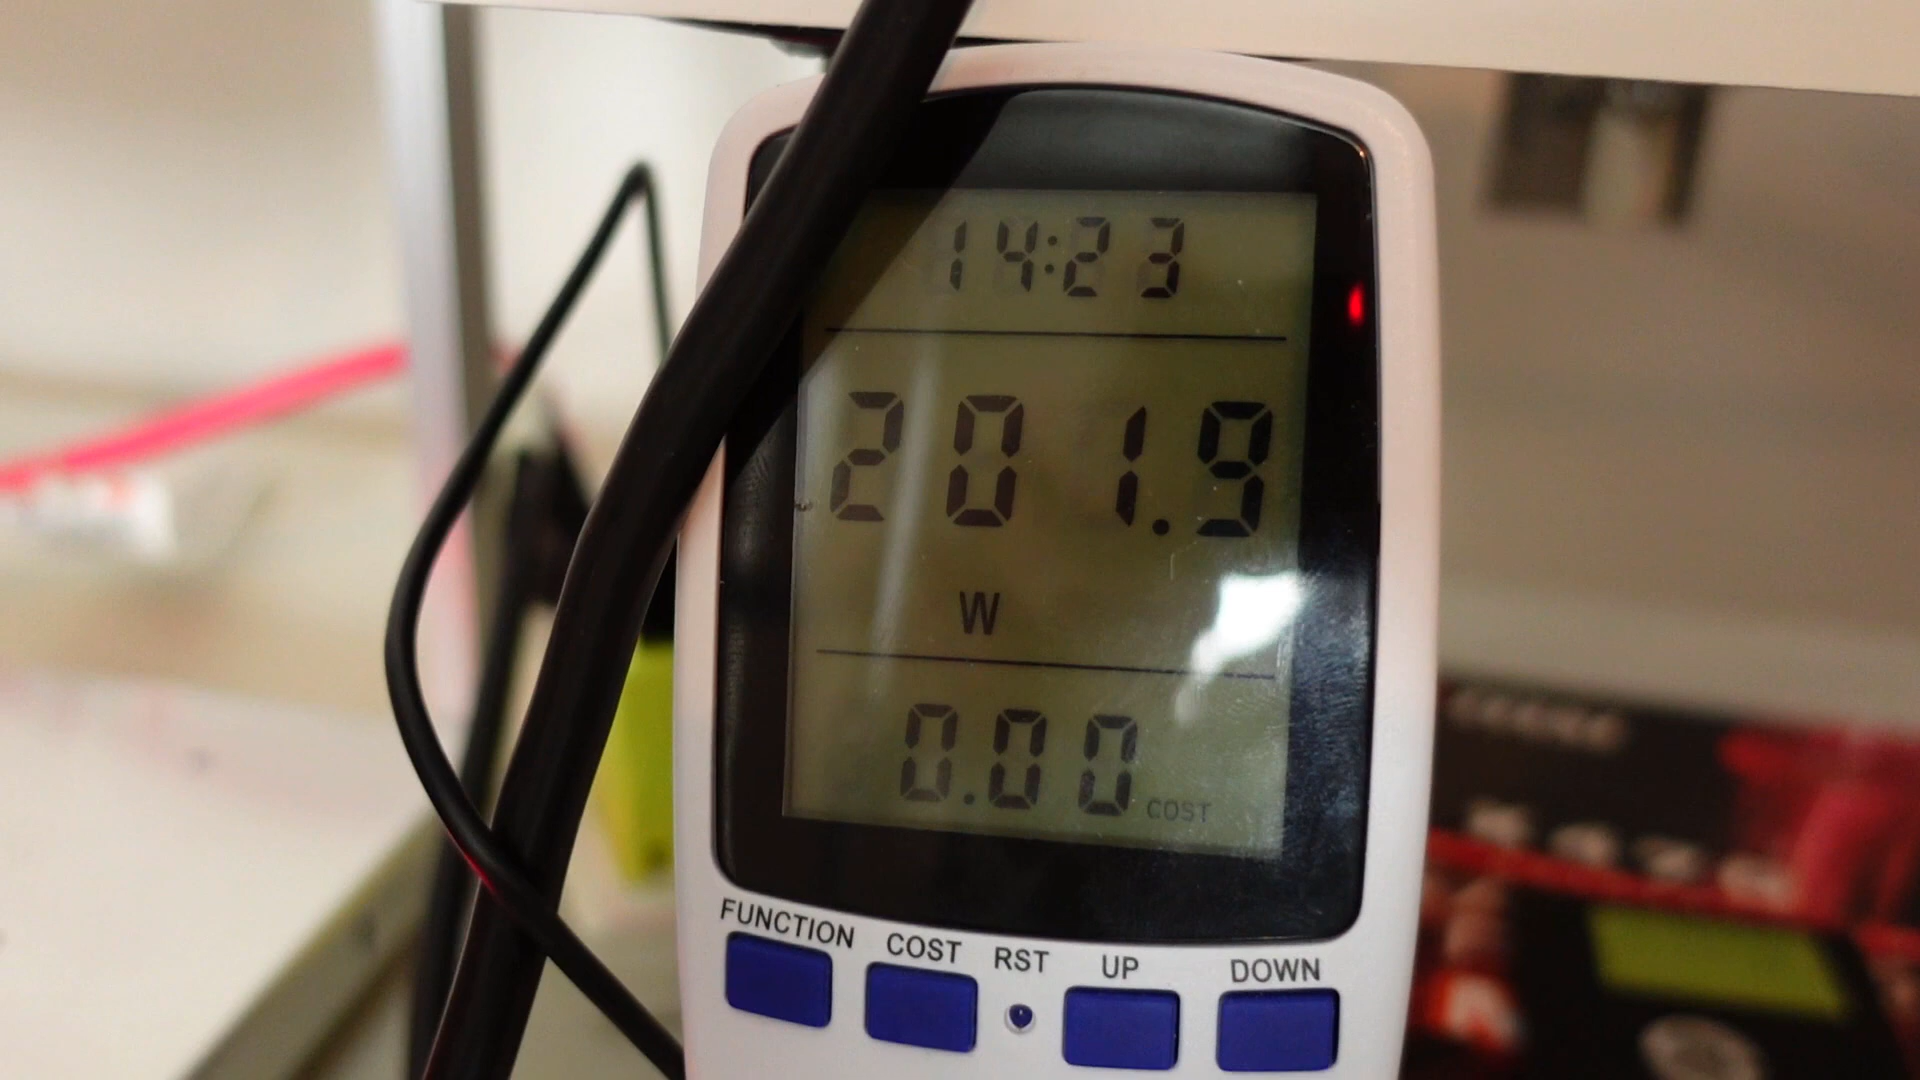 14:23
201.9
W
0.00 COST
FUNCTION COST RST UP DOWN